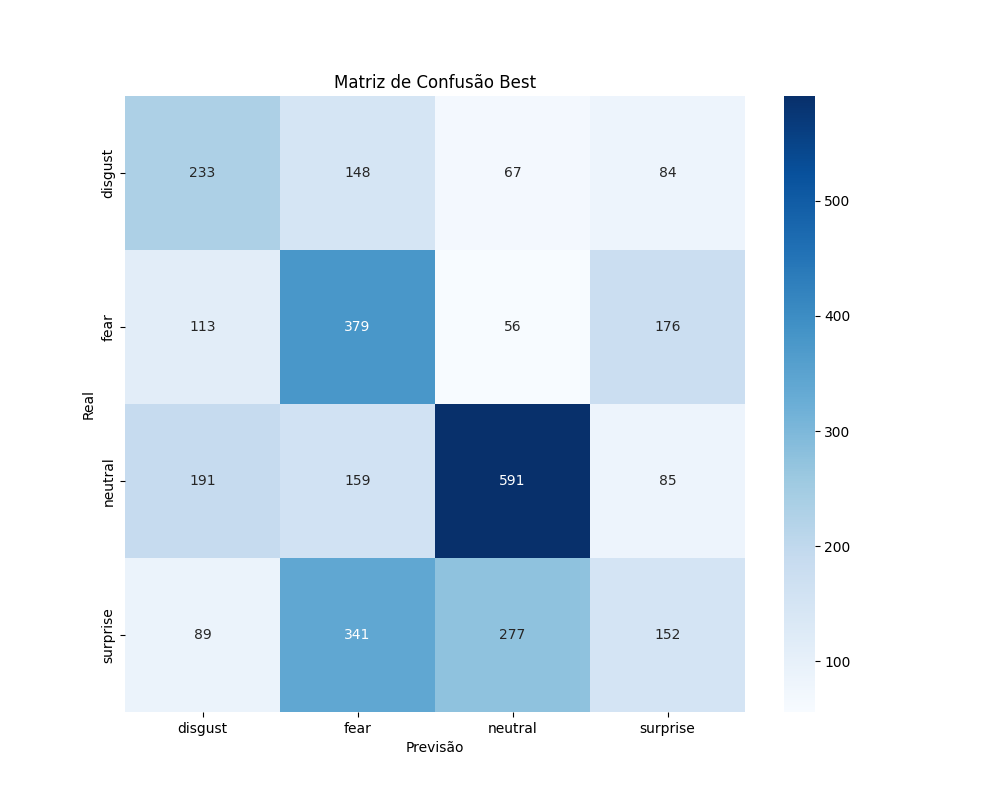 Matriz de Confusão Best
disgust 233 148 67 84
fear 113 379 56 176
neutral 191 159 591 85
surprise 89 341 277 152
disgust fear neutral surprise
Previsão
Real
500
400
300
200
100